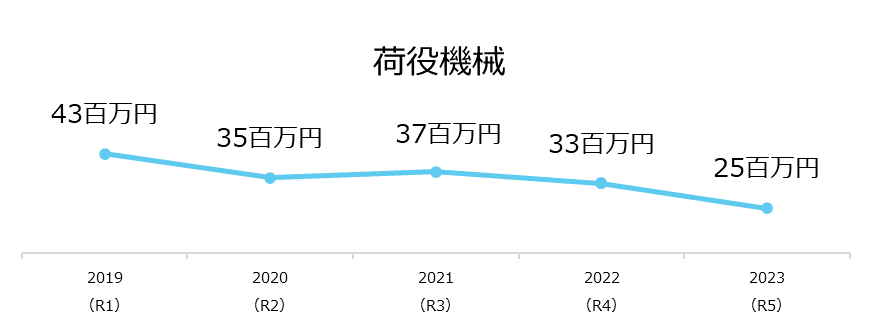 荷役機械
43百万円
35百万円
37百万円
33百万円
25百万円
2019
2020
2021
2022
2023
（R1）
（R2）
（R3）
（R4）
（R5）